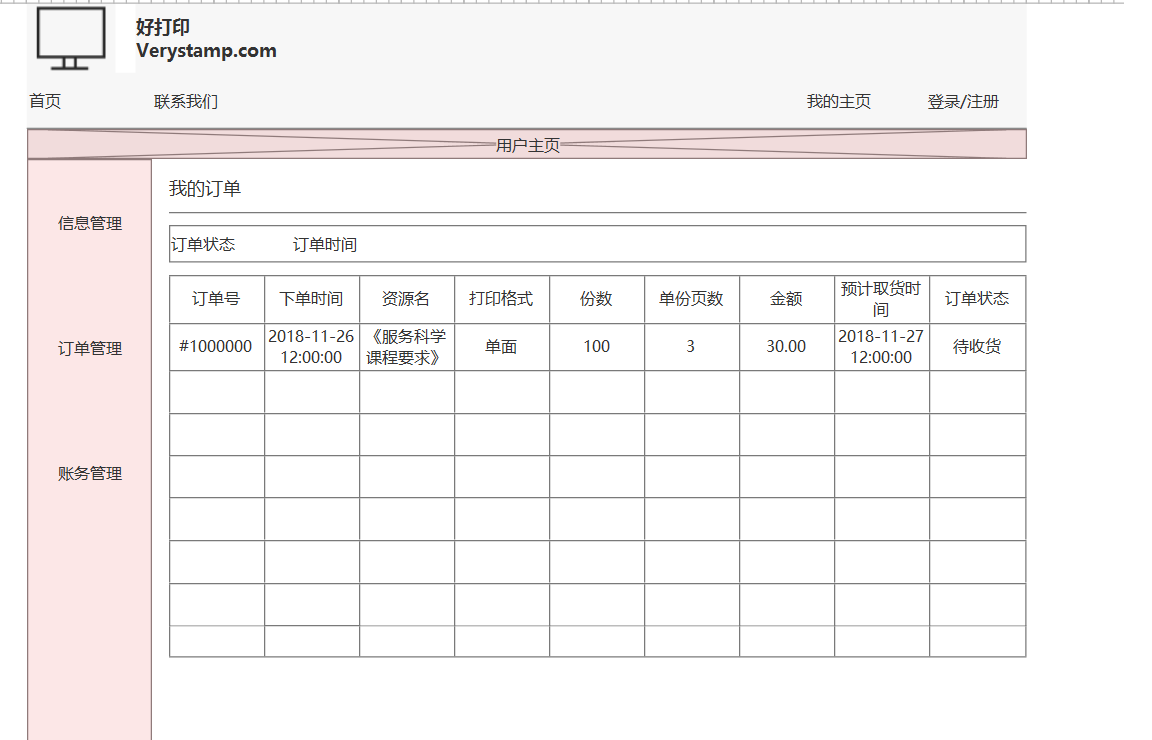 好打印
Verystamp.com
首页 联系我们 我的主页 登录/注册
用户主页
信息管理
订单管理
账务管理
我的订单
订单状态 订单时间
订单号 下单时间 资源名 打印格式 份数 单份页数 金额 预计取货时间 订单状态
#1000000 2018-11-26 12:00:00 《服务科学课程要求》 单面 100 3 30.00 2018-11-27 12:00:00 待收货